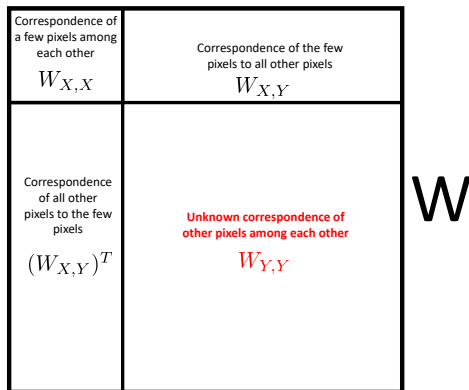 Correspondence of
a few pixels among
each other
W_{X,X}
Correspondence of the few
pixels to all other pixels
W_{X,Y}
Correspondence
of all other
pixels to the few
pixels
(W_{X,Y})^T
Unknown correspondence of
other pixels among each other
W_{Y,Y}
W